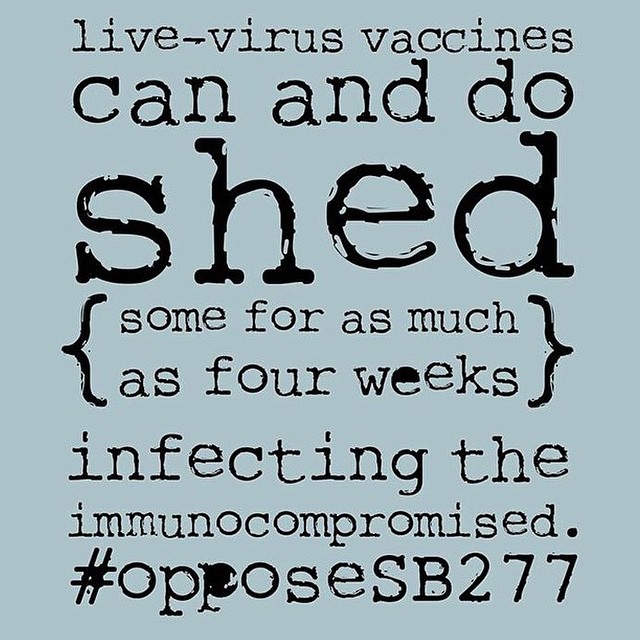 live-virus vaccines
can and do
shed
{some for as much
as four weeks}
infecting the
immunocompromised.
#opposeSB277